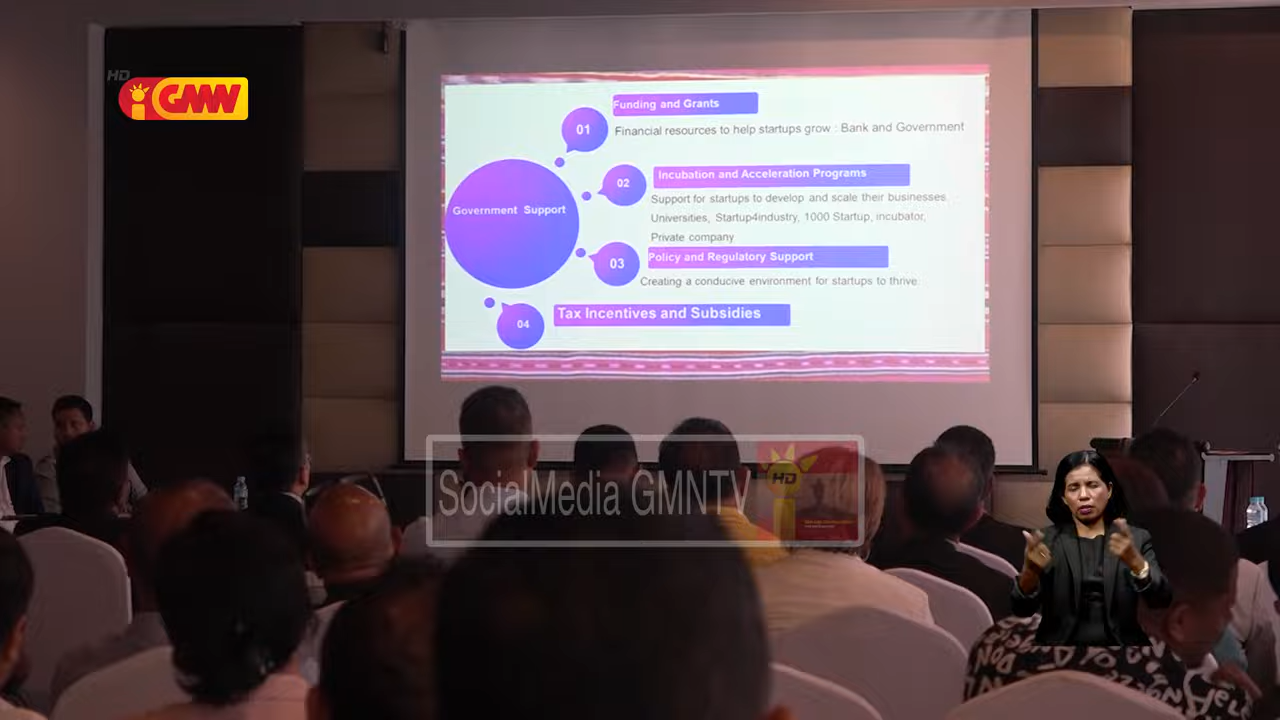 HD
GMN
Funding and Grants
01
Financial resources to help startups grow : Bank and Government
02
Incubation and Acceleration Programs
Support for startups to develop and scale their businesses.
Universities, Startup4industry, 1000 Startup, incubator,
Private company
Government Support
03
Policy and Regulatory Support
Creating a conducive environment for startups to thrive.
04
Tax Incentives and Subsidies
SocialMedia GMNTV
HD